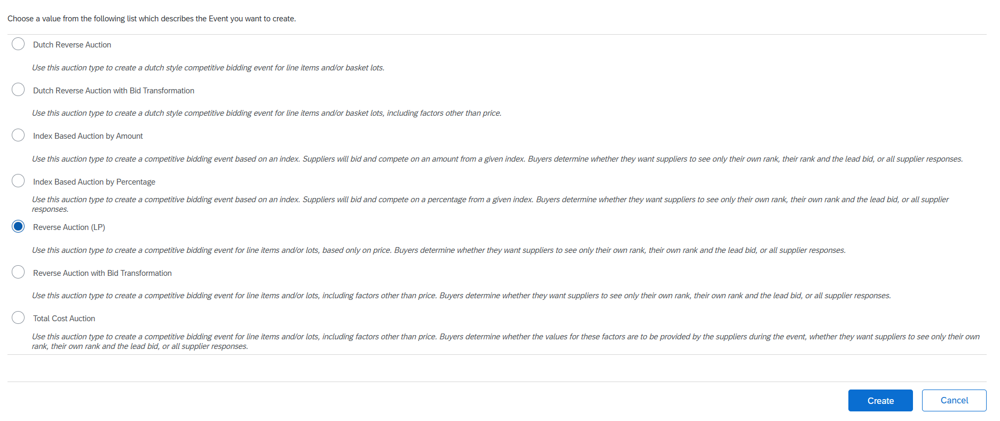 Choose a value from the following list which describes the Event you want to create.
Dutch Reverse Auction
Use this auction type to create a dutch style competitive bidding event for line items and/or basket lots.
Dutch Reverse Auction with Bid Transformation
Use this auction type to create a dutch style competitive bidding event for line items and/or basket lots, including factors other than price.
Index Based Auction by Amount
Use this auction type to create a competitive bidding event based on an index. Suppliers will bid and compete on an amount from a given index. Buyers determine whether they want suppliers to see only their own rank, their rank and the lead bid, or all supplier responses.
Index Based Auction by Percentage
Use this auction type to create a competitive bidding event based on an index. Suppliers will bid and compete on a percentage from a given index. Buyers determine whether they want suppliers to see only their own rank, their own rank and the lead bid, or all supplier
responses.
Reverse Auction (LP)
Use this auction type to create a competitive bidding event for line items and/or lots, based only on price. Buyers determine whether they want suppliers to see only their own rank, their own rank and the lead bid, or all supplier responses.
Reverse Auction with Bid Transformation
Use this auction type to create a competitive bidding event for line items and/or lots, including factors other than price. Buyers determine whether they want suppliers to see only their own rank, their own rank and the lead bid, or all supplier responses.
Total Cost Auction
Use this auction type to create a competitive bidding event for line items and/or lots, including factors other than price. Buyers determine whether the values for these factors are to be provided by the suppliers during the event, whether they want suppliers to see only their own
rank, their own rank and the lead bid, or all supplier responses.
Create
Cancel